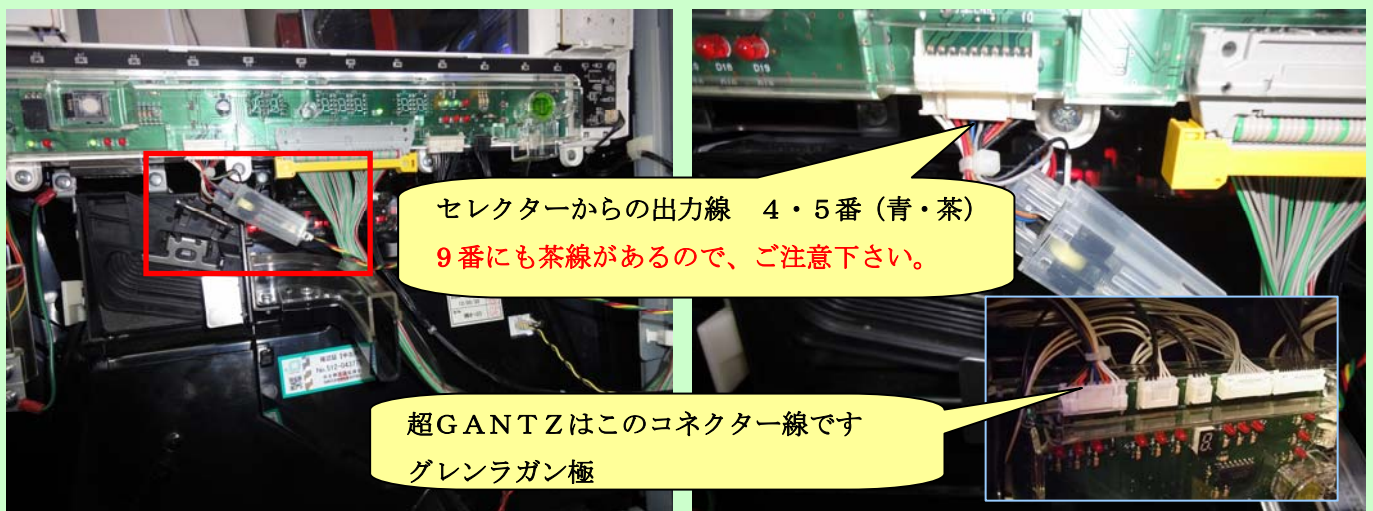 セレクターからの出力線　４・５番（青・茶）
９番にも茶線があるので、ご注意下さい。
超ＧＡＮＴＺはこのコネクター線です
グレンラガン極
10
D18
D19